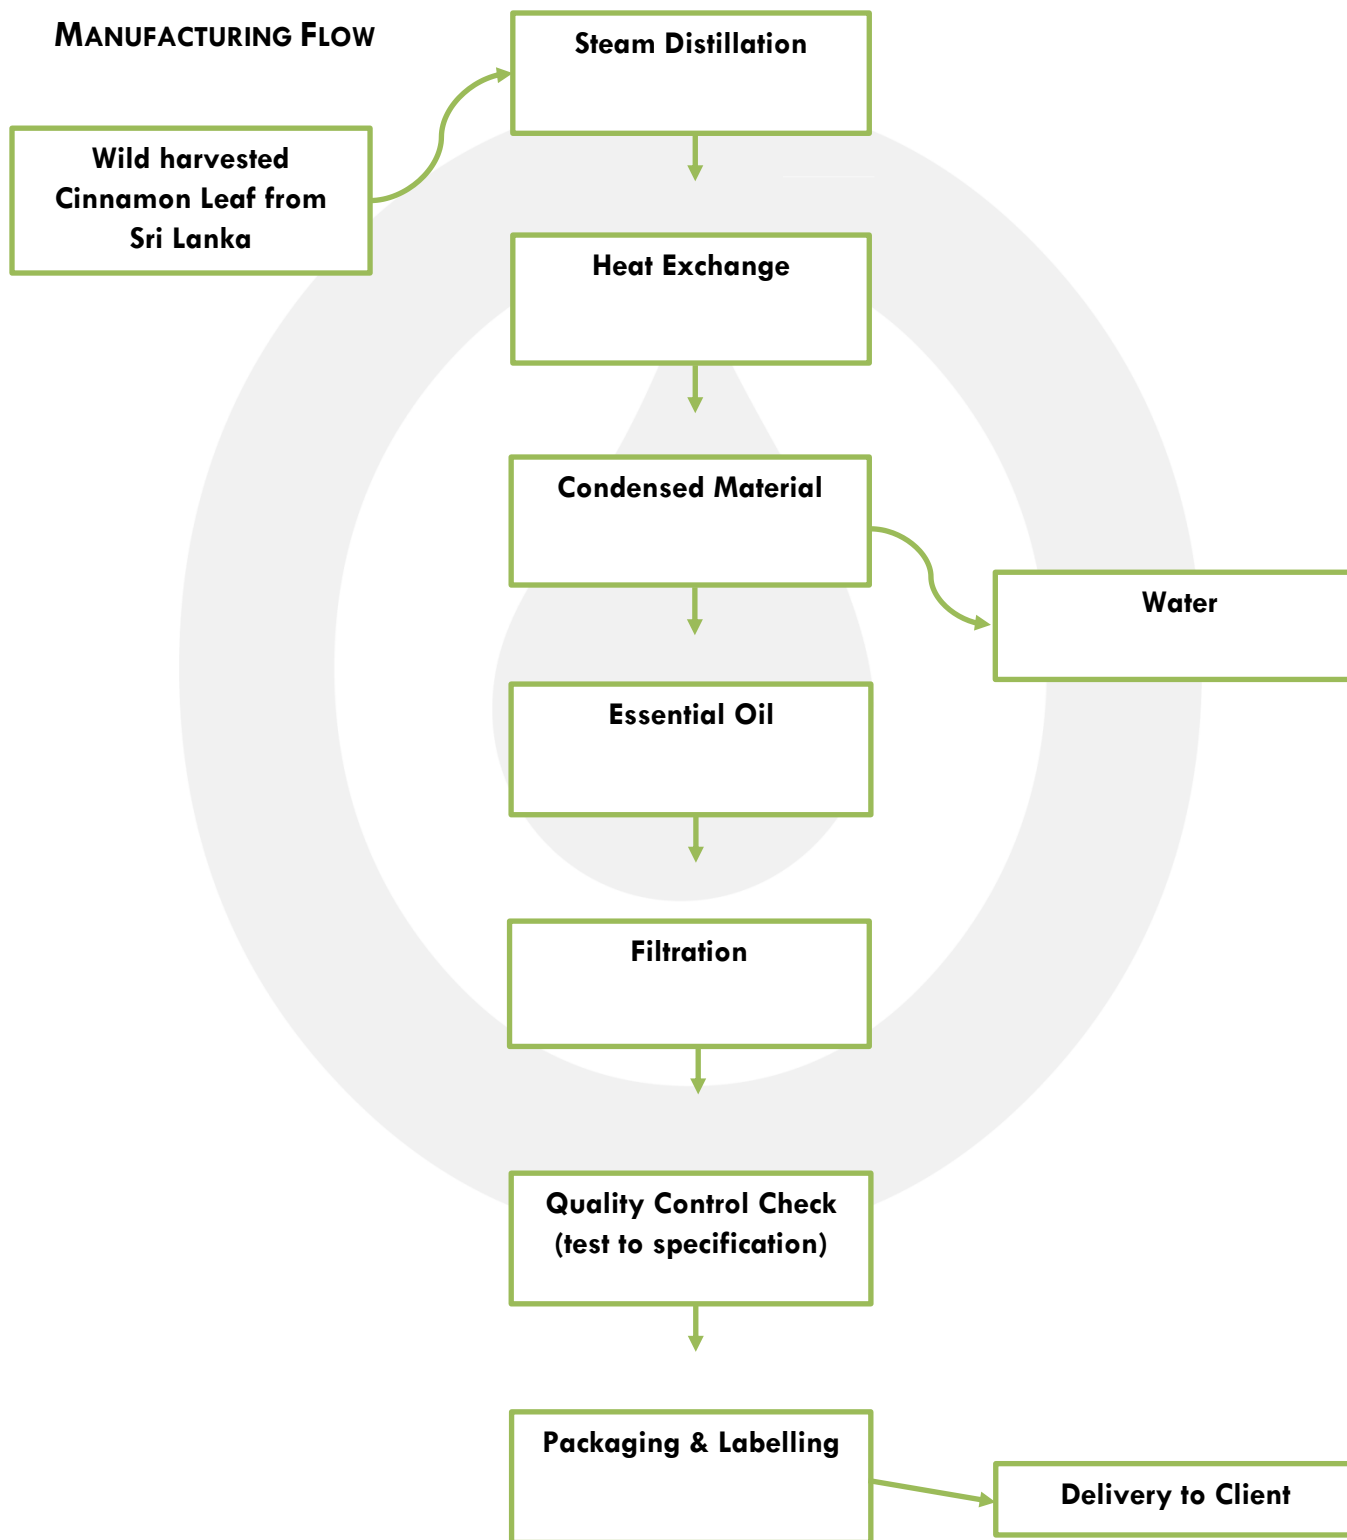 MANUFACTURING FLOW
Steam Distillation
Wild harvested
Cinnamon Leaf from
Sri Lanka
Heat Exchange
Condensed Material
Water
Essential Oil
Filtration
Quality Control Check
(test to specification)
Packaging & Labelling
Delivery to Client